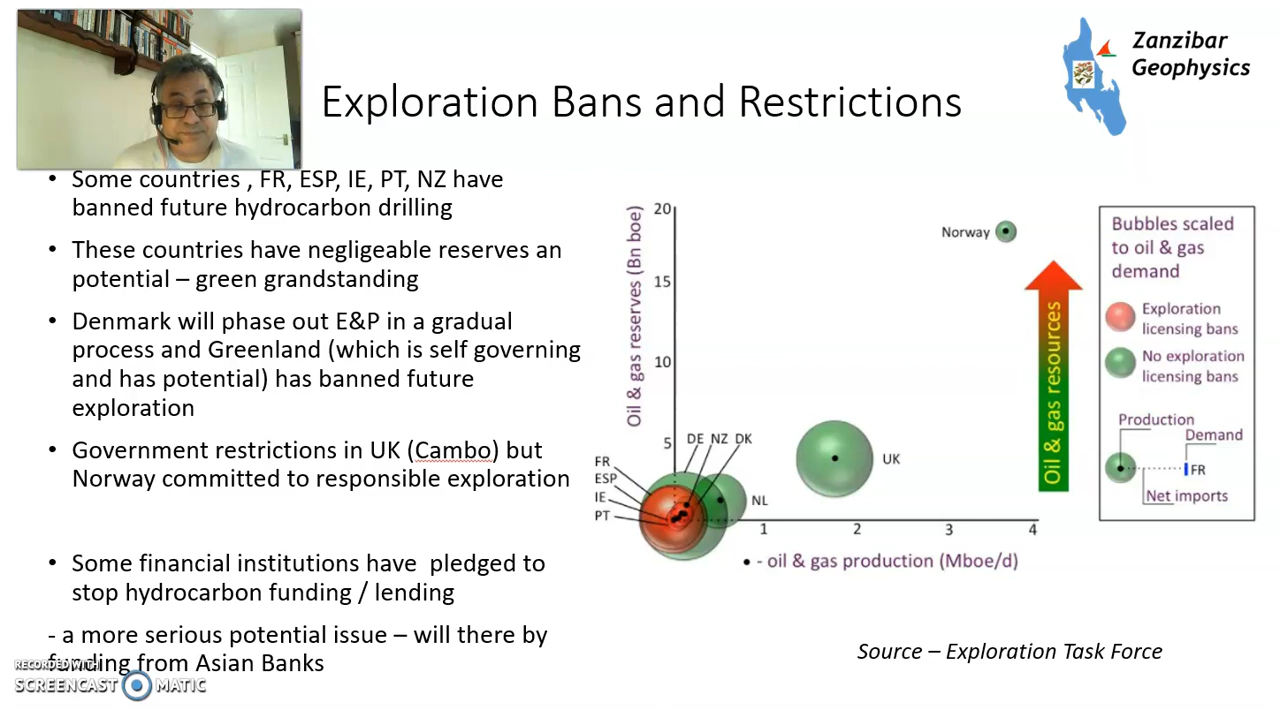 Zanzibar
Geophysics
Exploration Bans and Restrictions
• Some countries , FR, ESP, IE, PT, NZ have
banned future hydrocarbon drilling
• These countries have negligeable reserves an
potential – green grandstanding
• Denmark will phase out E&P in a gradual
process and Greenland (which is self governing
and has potential) has banned future
exploration
• Government restrictions in UK (Cambo) but
Norway committed to responsible exploration
• Some financial institutions have pledged to
stop hydrocarbon funding / lending
- a more serious potential issue – will there by
funding from Asian Banks
RECORDED WITH
SCREENCAST MATIC
Oil & gas reserves (Bn boe)
20
15
10
5
Norway
UK
DE NZ DK
NL
FR
ESP
IE
PT
1 2 3 4
• - oil & gas production (Mboe/d)
Oil & gas resources
Bubbles scaled
to oil & gas
demand
Exploration
licensing bans
No exploration
licensing bans
Production
Demand
FR
Net imports
Source – Exploration Task Force